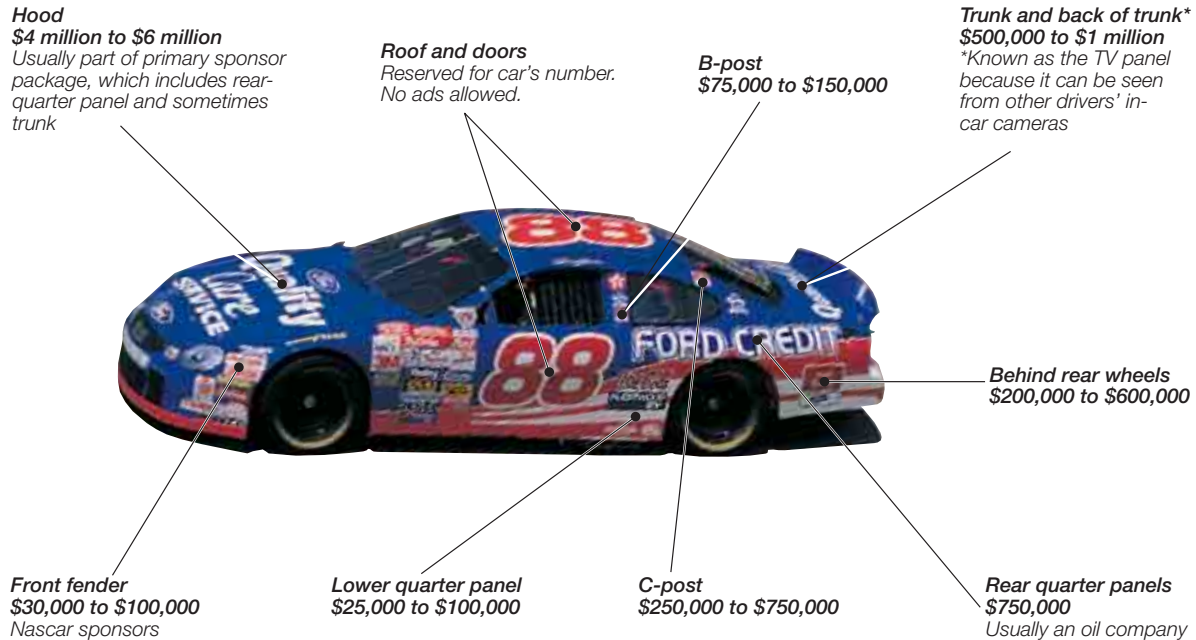 Hood
$4 million to $6 million
Usually part of primary sponsor
package, which includes rear-
quarter panel and sometimes
trunk
Roof and doors
Reserved for car's number.
No ads allowed.
B-post
$75,000 to $150,000
Trunk and back of trunk*
$500,000 to $1 million
*Known as the TV panel
because it can be seen
from other drivers' in-
car cameras
88
Quality
Care
SERVICE
88
FORD CREDIT
Behind rear wheels
$200,000 to $600,000
Front fender
$30,000 to $100,000
Nascar sponsors
Lower quarter panel
$25,000 to $100,000
C-post
$250,000 to $750,000
Rear quarter panels
$750,000
Usually an oil company